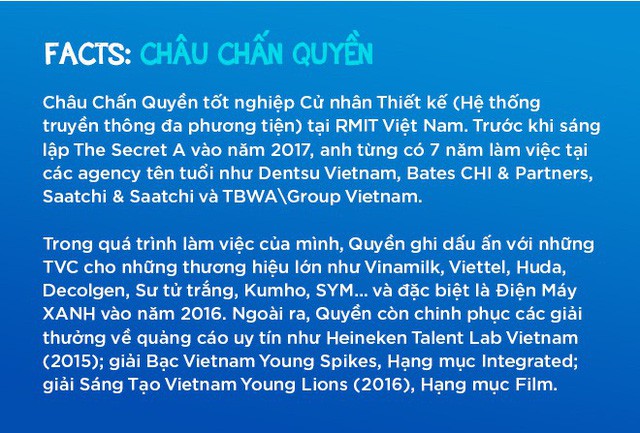 FACTS: CHÂU CHẤN QUYỀN
Châu Chấn Quyền tốt nghiệp Cử nhân Thiết kế (Hệ thống
truyền thông đa phương tiện) tại RMIT Việt Nam. Trước khi sáng
lập The Secret A vào năm 2017, anh từng có 7 năm làm việc tại
các agency tên tuổi như Dentsu Vietnam, Bates CHI & Partners,
Saatchi & Saatchi và TBWA\Group Vietnam.
Trong quá trình làm việc của mình, Quyền ghi dấu ấn với những
TVC cho những thương hiệu lớn như Vinamilk, Viettel, Huda,
Decolgen, Sư tử trắng, Kumho, SYM... và đặc biệt là Điện Máy
XANH vào năm 2016. Ngoài ra, Quyền còn chinh phục các giải
thưởng về quảng cáo uy tín như Heineken Talent Lab Vietnam
(2015); giải Bạc Vietnam Young Spikes, Hạng mục Integrated;
giải Sáng Tạo Vietnam Young Lions (2016), Hạng mục Film.